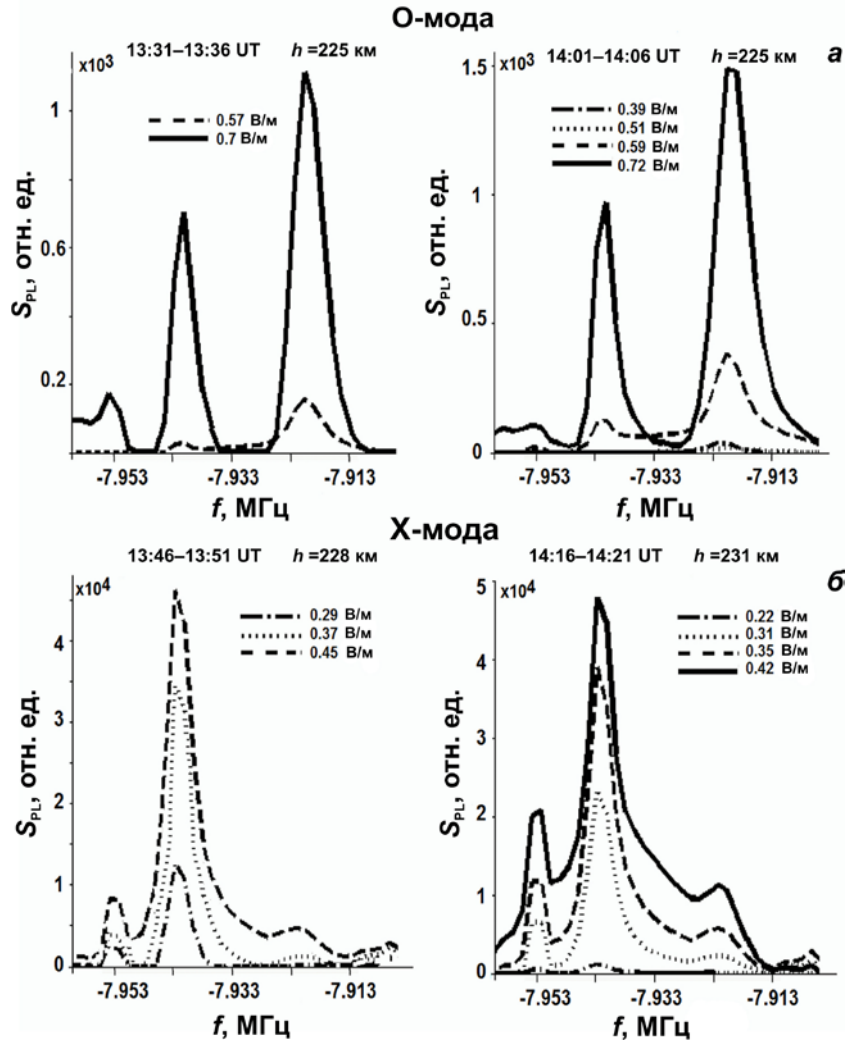 О-мода
13:31–13:36 UT h =225 км
x10³
0.57 В/м
0.7 В/м
1
0.6
0.2
S_PL, отн. ед.
-7.953 -7.933 -7.913
f, МГц
14:01–14:06 UT h =225 км
а
1.5
x10³
0.39 В/м
0.51 В/м
0.59 В/м
0.72 В/м
1
0.5
0
S_PL, отн. ед.
-7.953 -7.933 -7.913
f, МГц
Х-мода
13:46–13:51 UT h =228 км
x10⁴
0.29 В/м
0.37 В/м
0.45 В/м
4
3
2
1
0
S_PL, отн. ед.
-7.953 -7.933 -7.913
f, МГц
14:16–14:21 UT h =231 км
б
5
x10⁴
0.22 В/м
0.31 В/м
0.35 В/м
0.42 В/м
4
3
2
1
0
S_PL, отн. ед.
-7.953 -7.933 -7.913
f, МГц